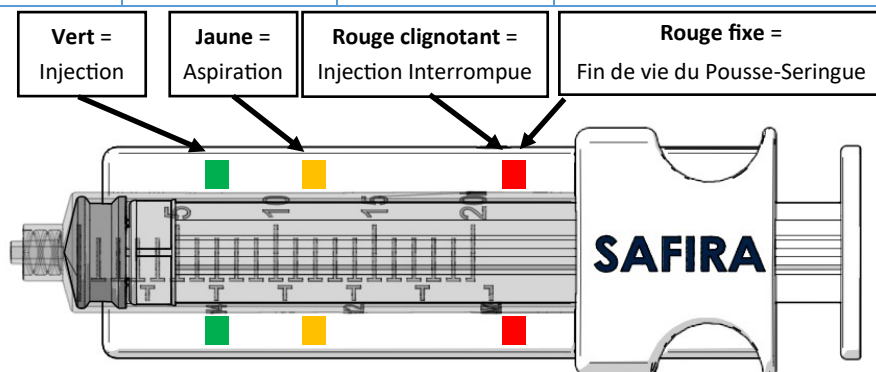 Vert =
Injection
Jaune =
Aspiration
Rouge clignotant =
Injection Interrompue
Rouge fixe =
Fin de vie du Pousse-Seringue
5 10 15 20
SAFIRA